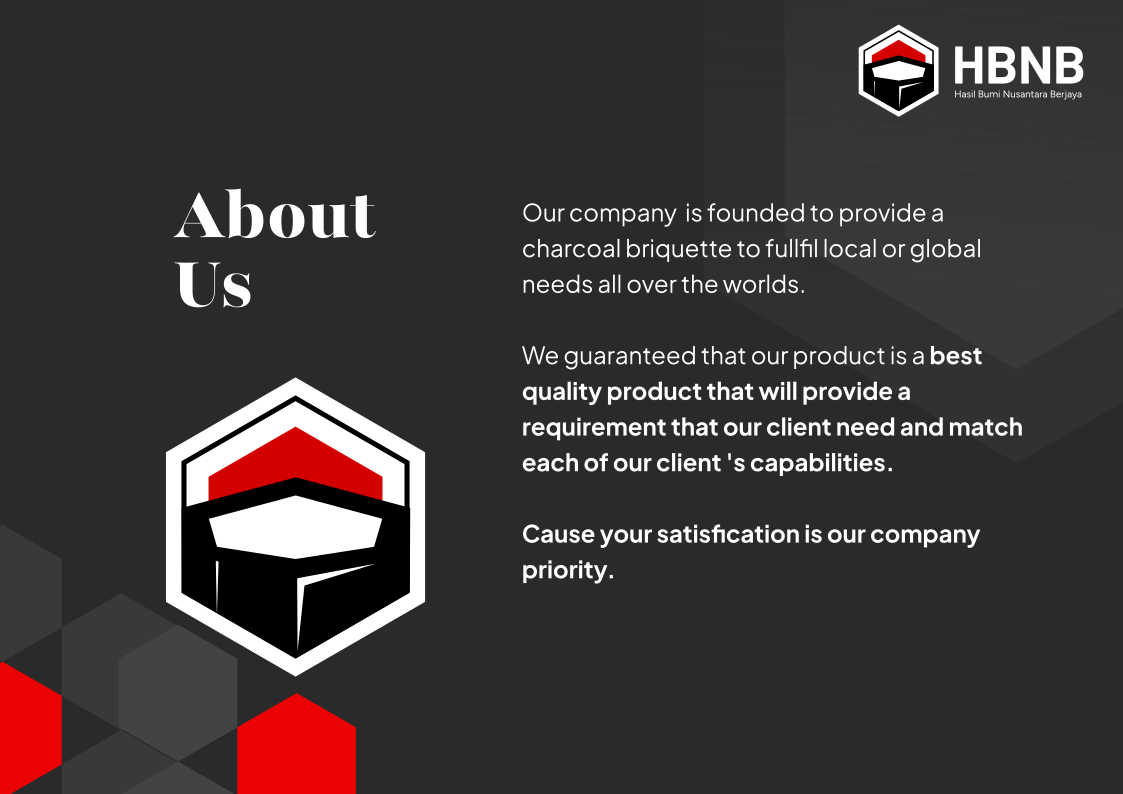 HBNB
Hasil Bumi Nusantara Berjaya
About
Us
Our company  is founded to provide a
charcoal briquette to fullfil local or global
needs all over the worlds.
We guaranteed that our product is a best
quality product that will provide a
requirement that our client need and match
each of our client 's capabilities.
Cause your satisfication is our company
priority.